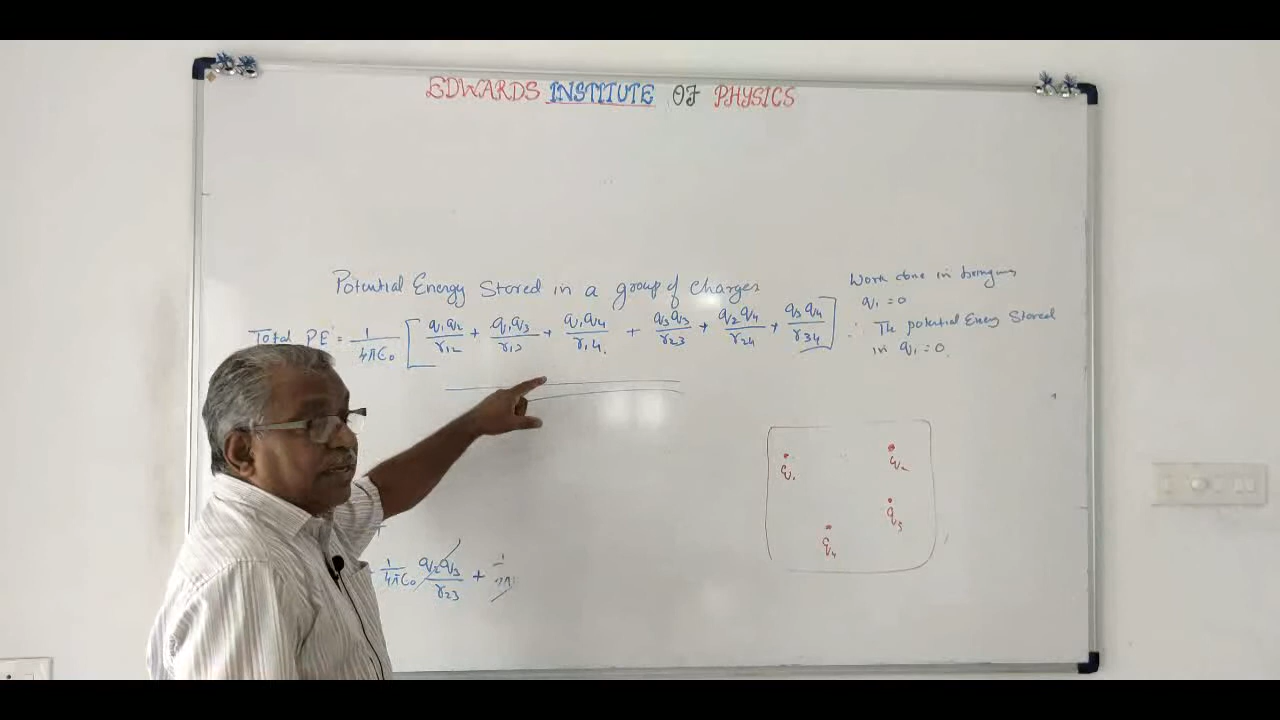 EDWARDS INSTITUTE OF PHYSICS
Potential Energy Stored in a group of charges
Total PE = 1/4πε₀ [ q₁q₂/r₁₂ + q₁q₃/r₁₃ + q₁q₄/r₁₄ + q₃q₃/r₂₃ + q₂q₄/r₂₄ + q₃q₄/r₃₄ ]
Work done in bringing
q₁ = 0
∴ The potential Energy Stored
in q₁ = 0.
q₁
q₂
q₃
q₄
= 1/4πε₀ q₂q₃/r₂₃ +